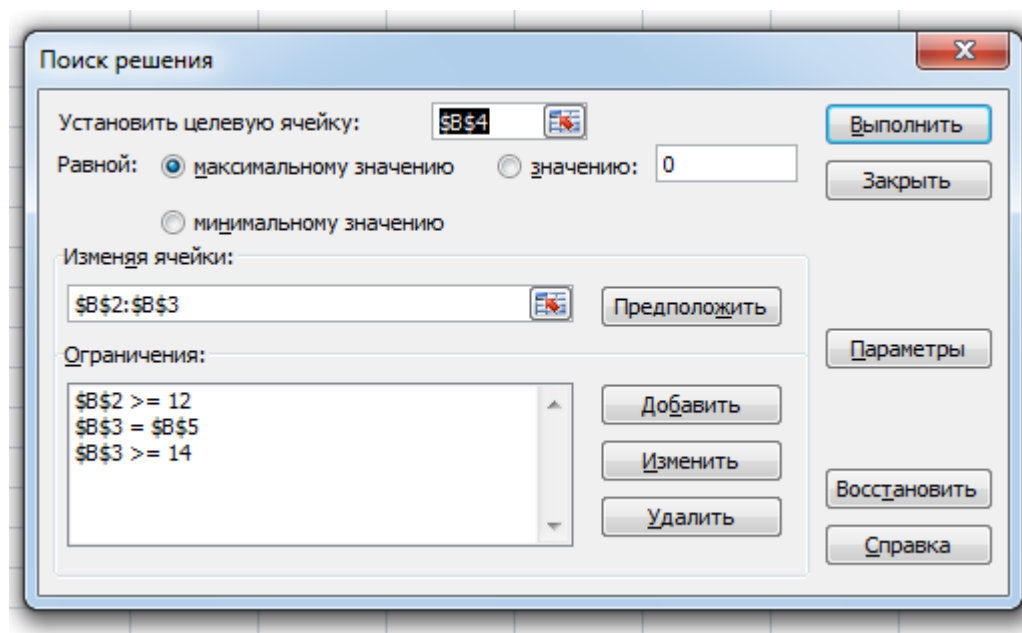 Поиск решения
Установить целевую ячейку: $B$4
Выполнить
Равной: максимальному значению значению: 0
Закрыть
минимальному значению
Изменяя ячейки:
$B$2:$B$3
Предположить
Ограничения:
Параметры
$B$2 >= 12
Добавить
$B$3 = $B$5
$B$3 >= 14
Изменить
Восстановить
Удалить
Справка